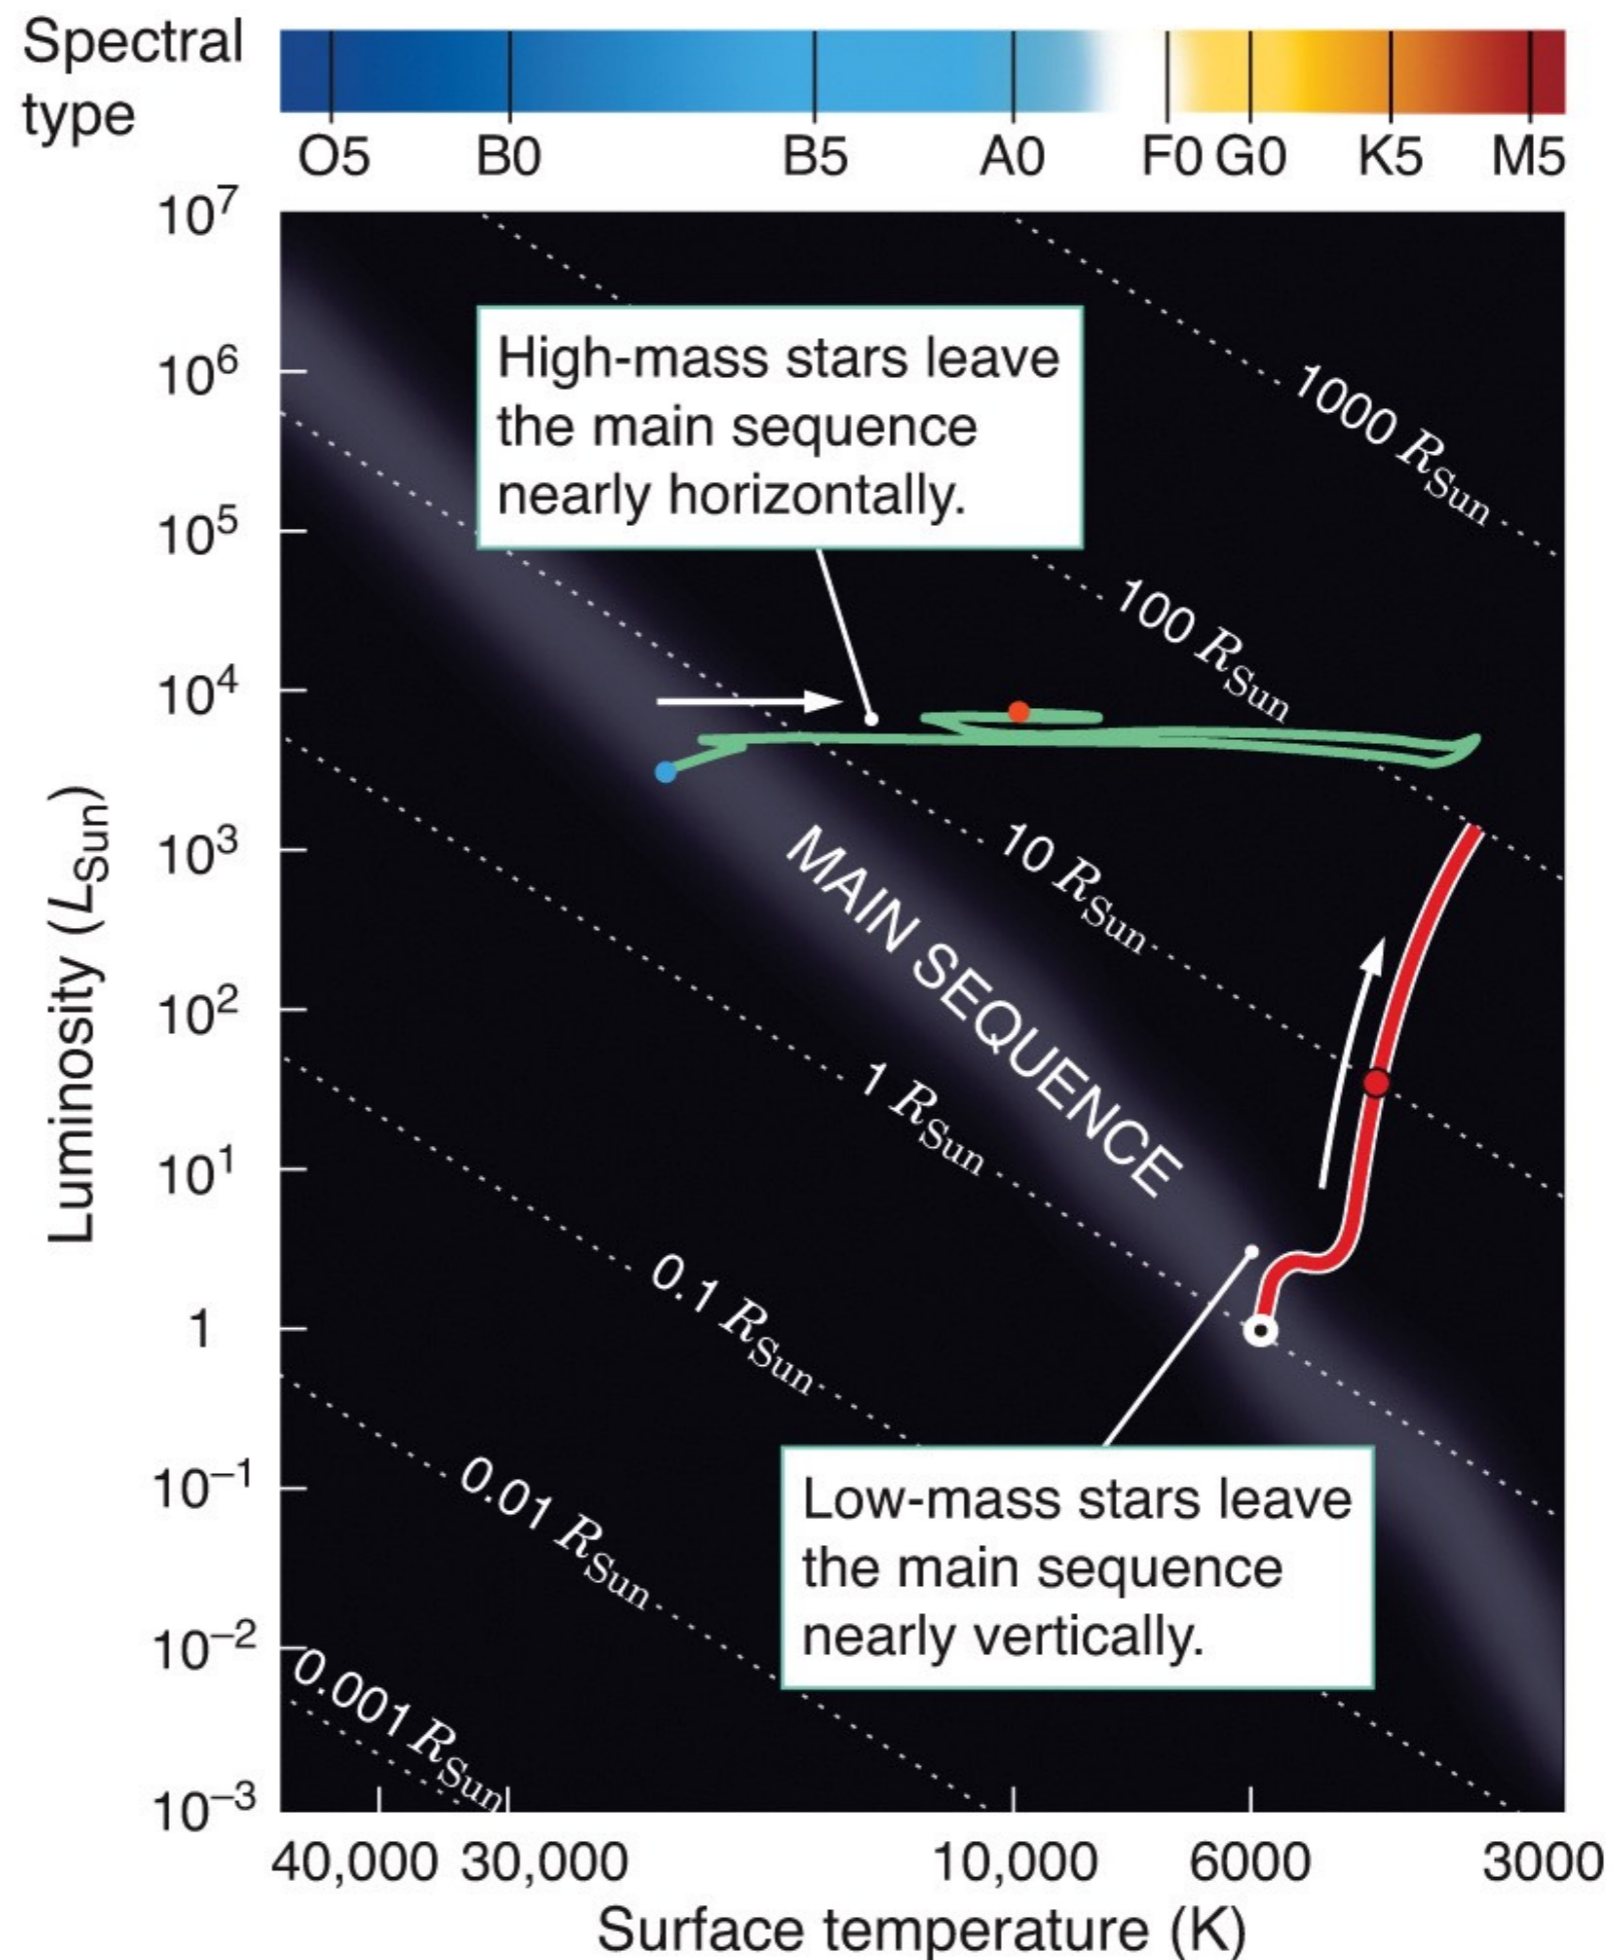 Spectral
type
O5 B0 B5 A0 F0 G0 K5 M5
10⁷
10⁶
10⁵
10⁴
10³
10²
10¹
1
10⁻¹
10⁻²
10⁻³
Luminosity (L_Sun)
High-mass stars leave
the main sequence
nearly horizontally.
1000 R_Sun
100 R_Sun
10 R_Sun
MAIN SEQUENCE
1 R_Sun
0.1 R_Sun
0.01 R_Sun
0.001 R_Sun
Low-mass stars leave
the main sequence
nearly vertically.
40,000 30,000 10,000 6000 3000
Surface temperature (K)